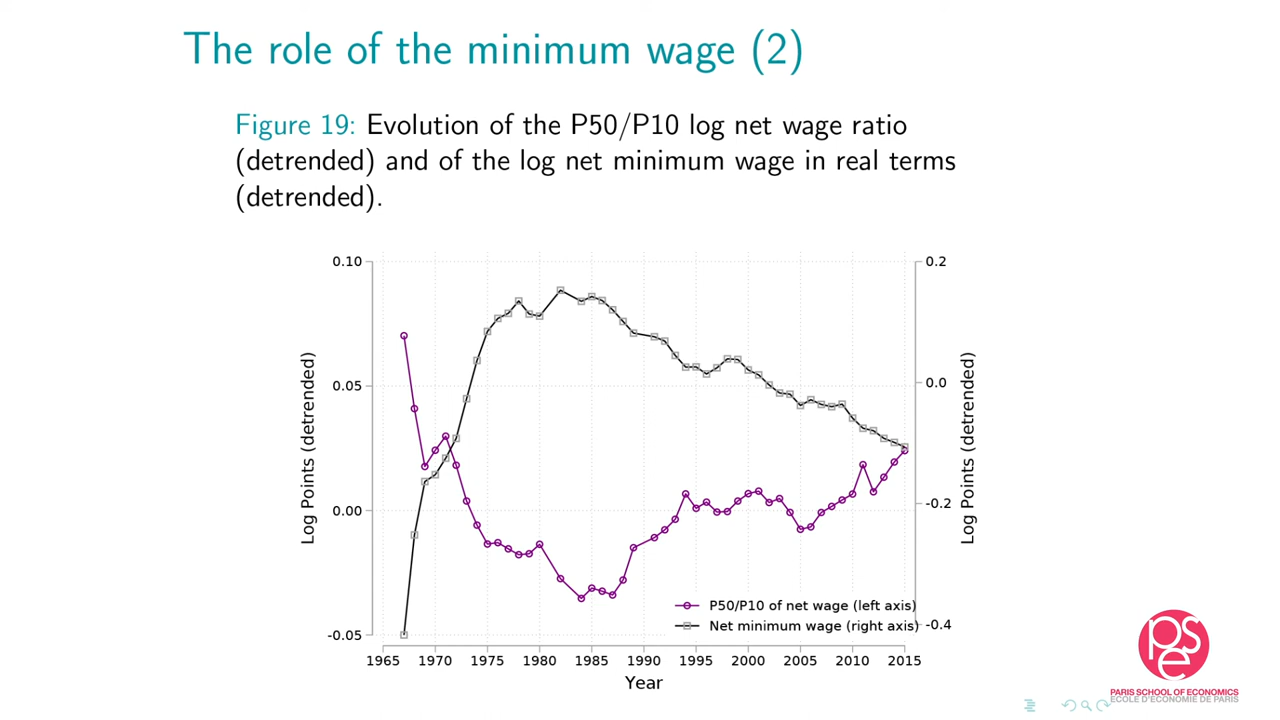 The role of the minimum wage (2)
Figure 19: Evolution of the P50/P10 log net wage ratio
(detrended) and of the log net minimum wage in real terms
(detrended).
0.10
0.05
0.00
-0.05
Log Points (detrended)
0.2
0.0
-0.2
-0.4
Log Points (detrended)
P50/P10 of net wage (left axis)
Net minimum wage (right axis)
1965 1970 1975 1980 1985 1990 1995 2000 2005 2010 2015
Year
pse
PARIS SCHOOL OF ECONOMICS
ECOLE D'ECONOMIE DE PARIS